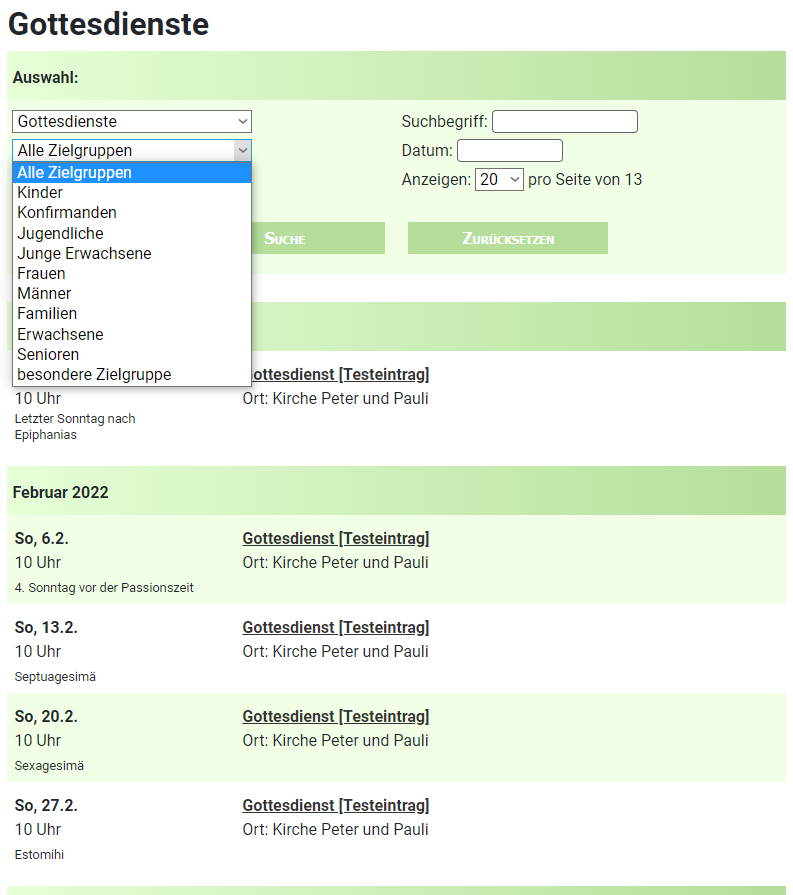 Gottesdienste
Auswahl:
Gottesdienste
Suchbegriff:
Alle Zielgruppen
Datum:
Alle Zielgruppen
Kinder
Konfirmanden
Jugendliche
Junge Erwachsene
Frauen
Männer
Familien
Erwachsene
Senioren
besondere Zielgruppe
Anzeigen: 20 pro Seite von 13
Suche Zurücksetzen
[Testeintrag]
10 Uhr Ort: Kirche Peter und Pauli
Letzter Sonntag nach
Epiphanias
Februar 2022
So, 6.2. Gottesdienst [Testeintrag]
10 Uhr Ort: Kirche Peter und Pauli
4. Sonntag vor der Passionszeit
So, 13.2. Gottesdienst [Testeintrag]
10 Uhr Ort: Kirche Peter und Pauli
Septuagesimä
So, 20.2. Gottesdienst [Testeintrag]
10 Uhr Ort: Kirche Peter und Pauli
Sexagesimä
So, 27.2. Gottesdienst [Testeintrag]
10 Uhr Ort: Kirche Peter und Pauli
Estomihi